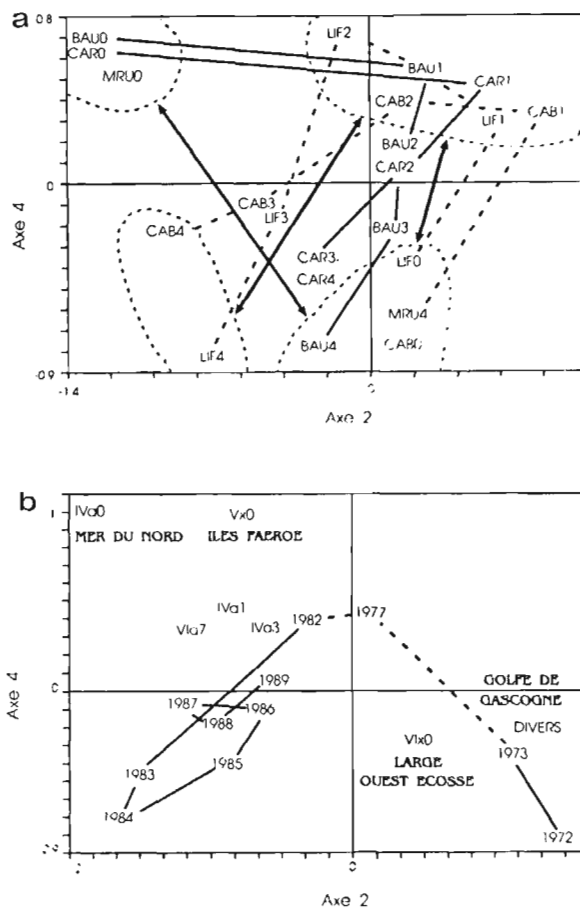 a
0.8
BAU0
CAR0
MRU0
LIF2
BAU1
CAR1
CAB2
LIF1
CAB1
BAU2
CAR2
0
CAB3
LIF3
CAB4
BAU3
CAR3
LIF0
CAR4
MRU4
BAU4
CAB0
LIF4
-0.9
-1.4
0
Axe 4
Axe 2
b
1
IVa0
Vx0
MER DU NORD
ILES FAEROE
IVa1
VIa7
IVa3
1982
1977
0
1989
1987
1986
1988
GOLFE DE
GASCOGNE
DIVERS
VIx0
1973
LARGE
OUEST ECOSSE
1985
1983
1984
1972
0
Axe 4
Axe 2